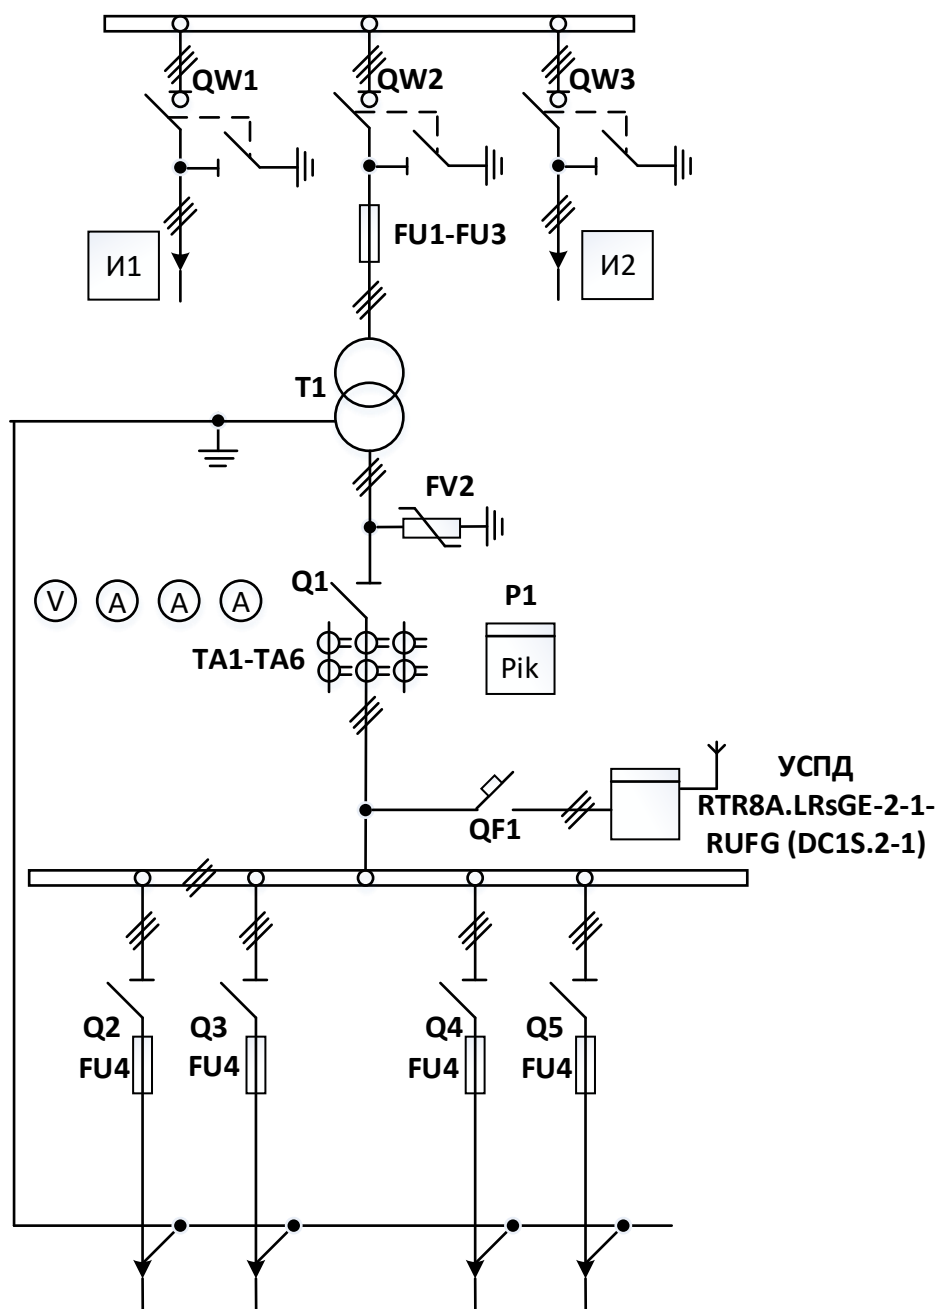 QW1
QW2
QW3
FU1-FU3
И1
И2
T1
FV2
Q1
V A A A
P1
TA1-TA6
Pik
УСПД
RTR8A.LRsGE-2-1-
RUFG (DC1S.2-1)
QF1
Q2
Q3
Q4
Q5
FU4
FU4
FU4
FU4